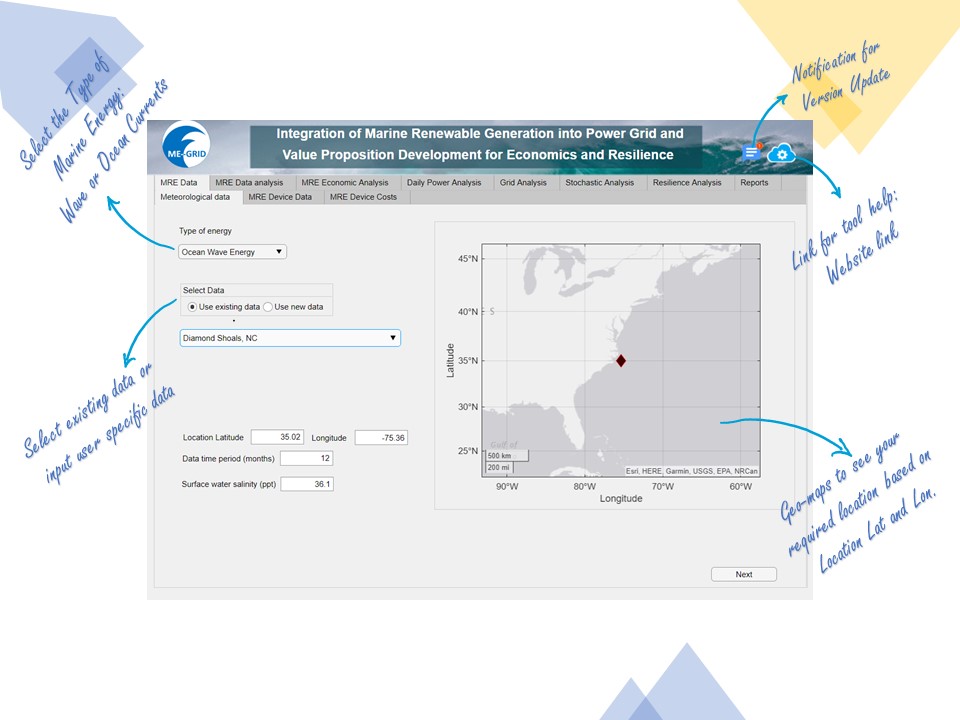 Select the Type of
Marine Energy:
Wave or Ocean Currents
Notification for
Version Update
ME-GRID
Integration of Marine Renewable Generation into Power Grid and
Value Proposition Development for Economics and Resilience
MRE Data MRE Data analysis MRE Economic Analysis Daily Power Analysis Grid Analysis Stochastic Analysis Resilience Analysis Reports
Meteorological data MRE Device Data MRE Device Costs
Link for tool help:
Website link
Type of energy
Ocean Wave Energy
Select Data
Use existing data Use new data
Diamond Shoals, NC
Select existing data or
input user specific data
Location Latitude 35.02 Longitude -75.36
Data time period (months) 12
Surface water salinity (ppt) 36.1
45°N
40°N
35°N
30°N
25°N
Latitude
S
Gulf of
500 km
200 mi
Esri, HERE, Garmin, USGS, EPA, NRCan
90°W 80°W 70°W 60°W
Longitude
Geo-maps to see your
required location based on
Location Lat and Lon.
Next